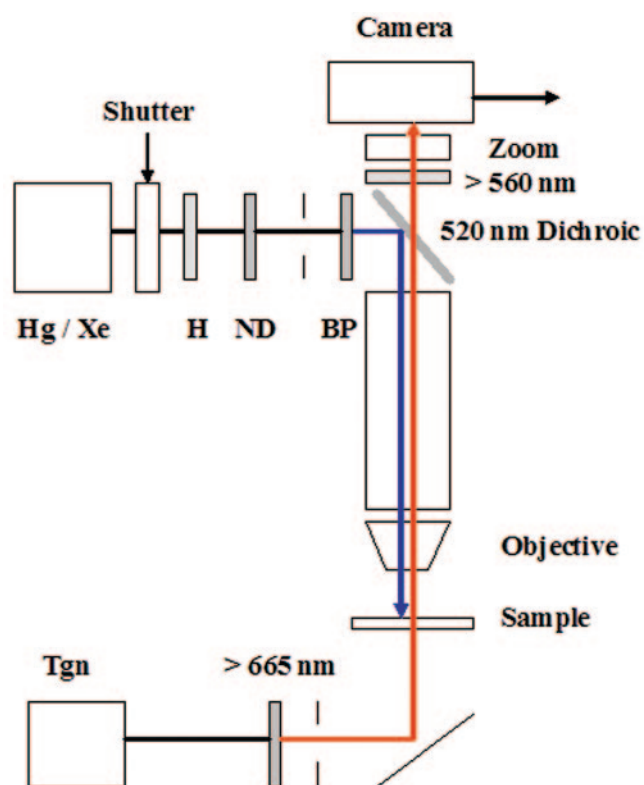 Camera
Shutter
Zoom
> 560 nm
520 nm Dichroic
Hg / Xe
H
ND
BP
Objective
Sample
Tgn
> 665 nm